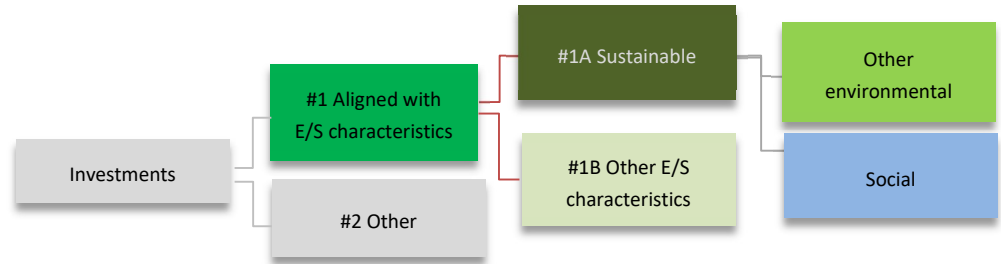 Investments
#1 Aligned with
E/S characteristics
#2 Other
#1A Sustainable
#1B Other E/S
characteristics
Other
environmental
Social